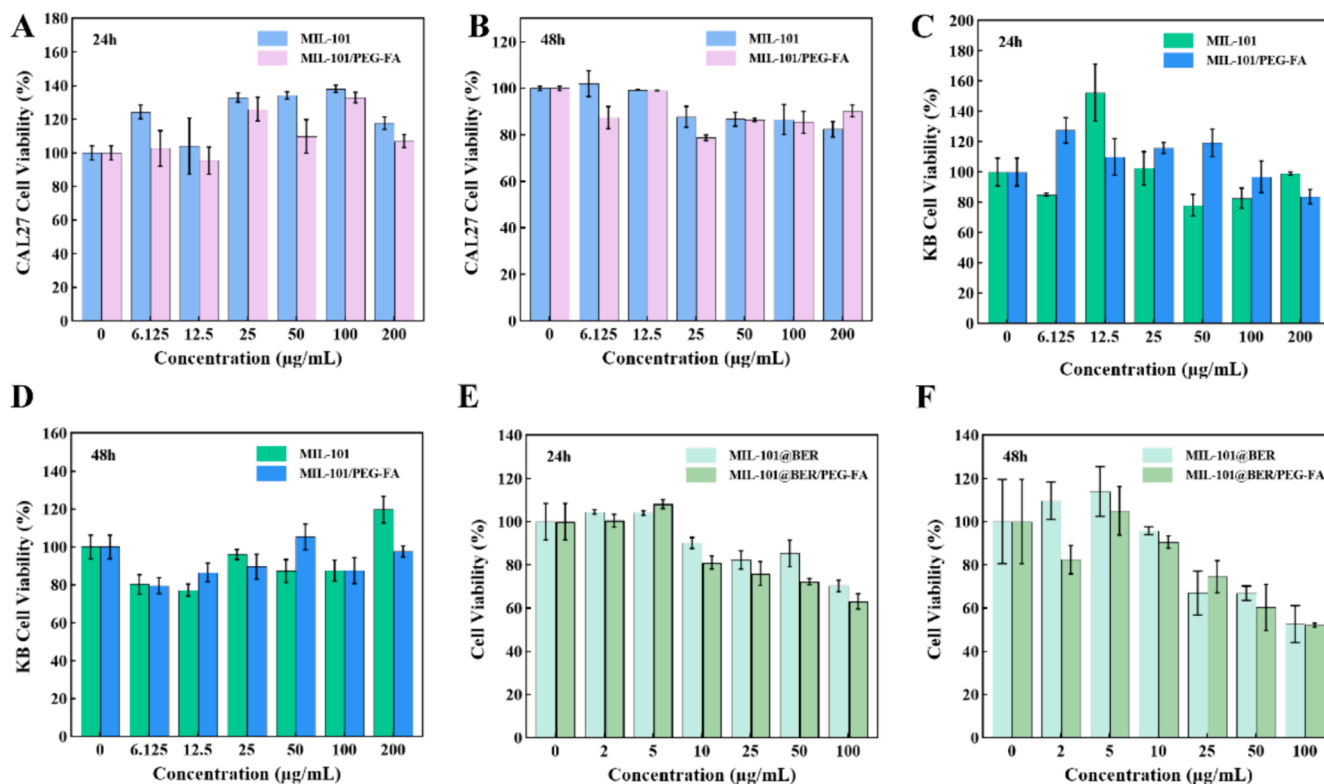 A
24h
MIL-101
MIL-101/PEG-FA
CAL27 Cell Viability (%)
180
160
140
120
100
80
60
40
20
0
0 6.125 12.5 25 50 100 200
Concentration (μg/mL)
B
48h
MIL-101
MIL-101/PEG-FA
CAL27 Cell Viability (%)
120
100
80
60
40
20
0
0 6.125 12.5 25 50 100 200
Concentration (μg/mL)
C
24h
MIL-101
MIL-101/PEG-FA
KB Cell Viability (%)
200
180
160
140
120
100
80
60
40
20
0
0 6.125 12.5 25 50 100 200
Concentration (μg/mL)
D
48h
MIL-101
MIL-101/PEG-FA
KB Cell Viability (%)
160
140
120
100
80
60
40
20
0
0 6.125 12.5 25 50 100 200
Concentration (μg/mL)
E
24h
MIL-101@BER
MIL-101@BER/PEG-FA
Cell Viability (%)
140
120
100
80
60
40
20
0
0 2 5 10 25 50 100
Concentration (μg/mL)
F
48h
MIL-101@BER
MIL-101@BER/PEG-FA
Cell Viability (%)
140
120
100
80
60
40
20
0
0 2 5 10 25 50 100
Concentration (μg/mL)